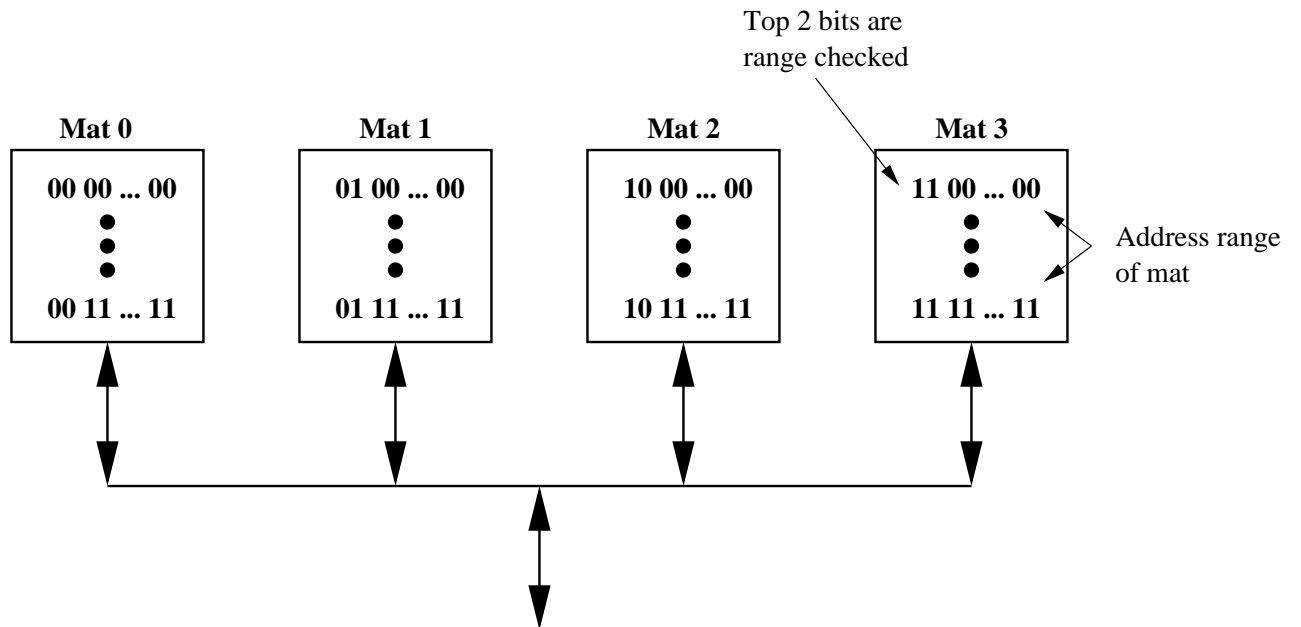 Top 2 bits are
range checked
Mat 0
Mat 1
Mat 2
Mat 3
00 00 ... 00
01 00 ... 00
10 00 ... 00
11 00 ... 00
Address range
of mat
00 11 ... 11
01 11 ... 11
10 11 ... 11
11 11 ... 11